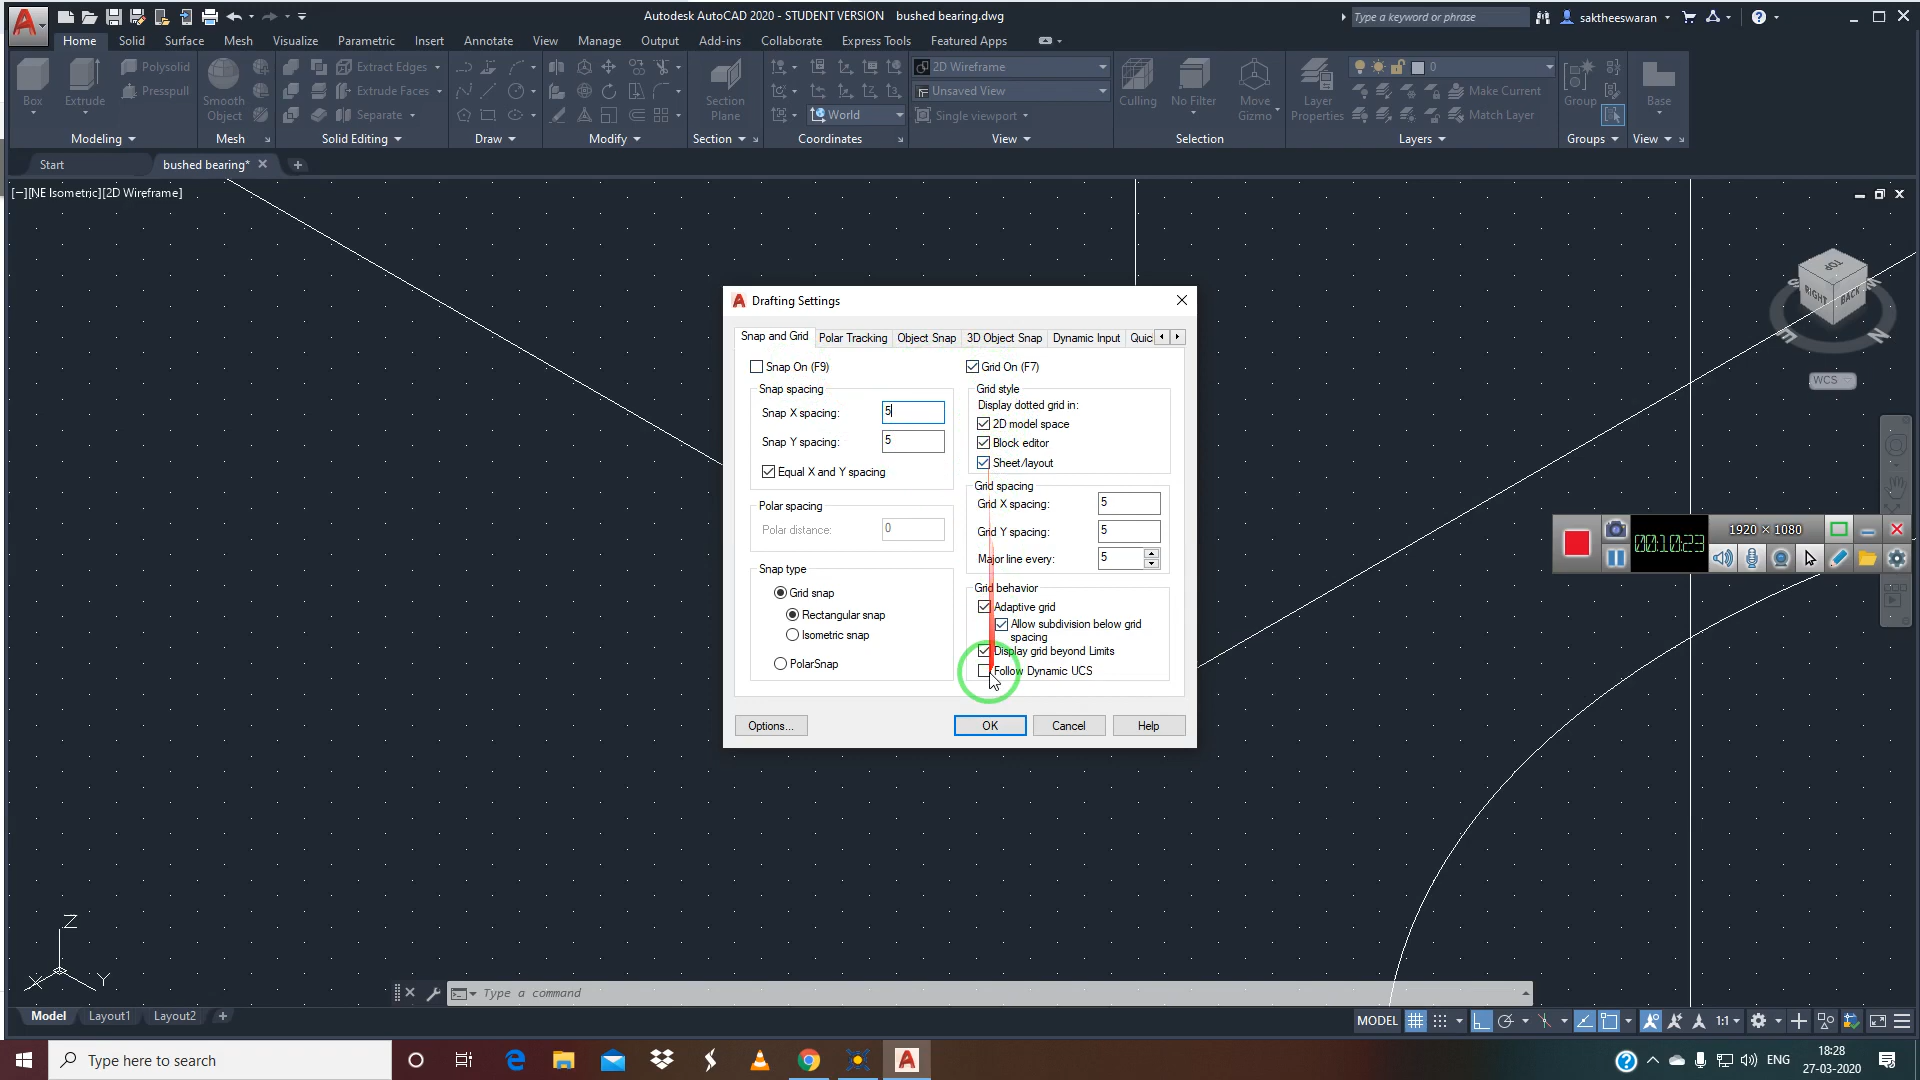 Autodesk AutoCAD 2020 - STUDENT VERSION bushed bearing.dwg
Type a keyword or phrase
saktheeswaran
Home Solid Surface Mesh Visualize Parametric Insert Annotate View Manage Output Add-ins Collaborate Express Tools Featured Apps
Box
Extrude
Polysolid
Presspull
Smooth Object
Extract Edges
Extrude Faces
Separate
Section Plane
World
2D Wireframe
Unsaved View
Single viewport
Culling
No Filter
Move Gizmo
Layer Properties
0
Make Current
Match Layer
Group
Base
Modeling Mesh Solid Editing Draw Modify Section Coordinates View Selection Layers Groups View
Start bushed bearing*
[−][NE Isometric][2D Wireframe]
TOP
RIGHT BACK
WCS
Drafting Settings
Snap and Grid Polar Tracking Object Snap 3D Object Snap Dynamic Input Quic
Snap On (F9)
Snap spacing
Snap X spacing: 5
Snap Y spacing: 5
Equal X and Y spacing
Polar spacing
Polar distance: 0
Snap type
Grid snap
Rectangular snap
Isometric snap
PolarSnap
Grid On (F7)
Grid style
Display dotted grid in:
2D model space
Block editor
Sheet/layout
Grid spacing
Grid X spacing: 5
Grid Y spacing: 5
Major line every: 5
Grid behavior
Adaptive grid
Allow subdivision below grid
spacing
Display grid beyond Limits
Follow Dynamic UCS
Options... OK Cancel Help
00:10:23
1920 × 1080
Z
X Y
Type a command
Model Layout1 Layout2
MODEL 1:1
Type here to search
ENG
18:28
27-03-2020